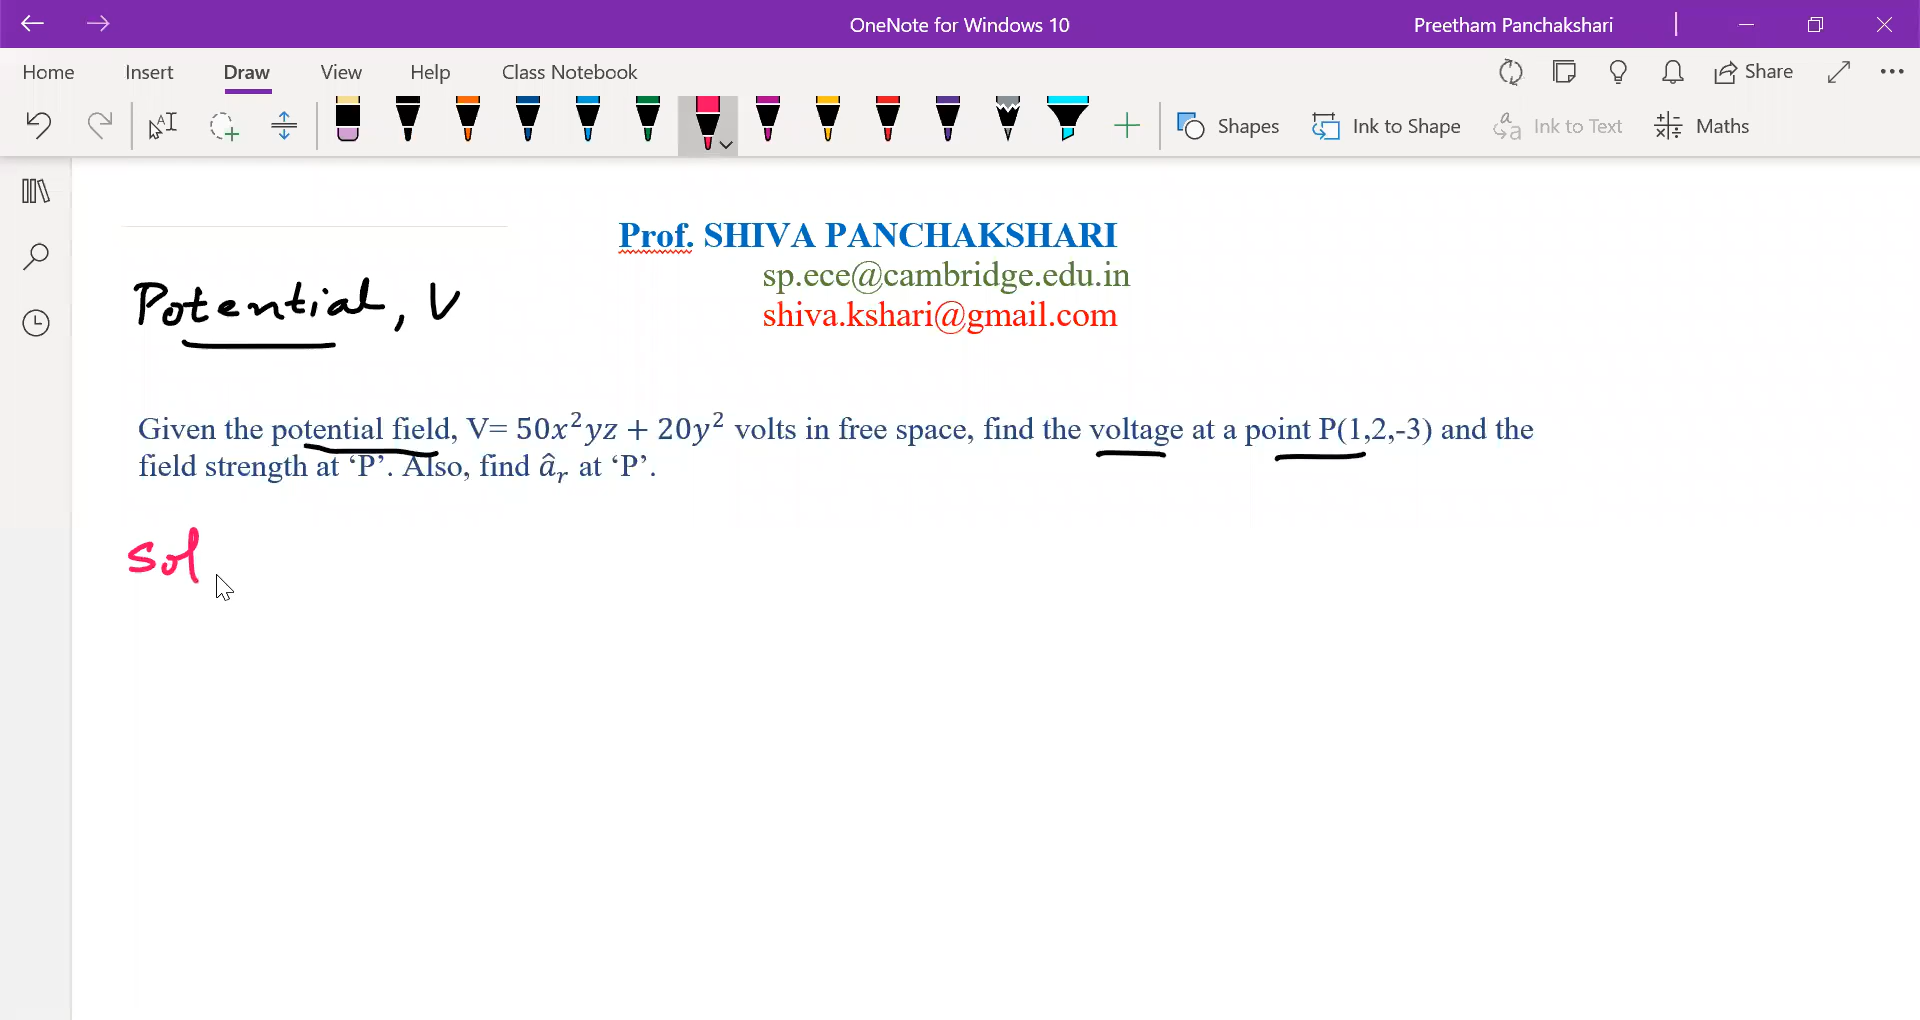 OneNote for Windows 10
Preetham Panchakshari
Home Insert Draw View Help Class Notebook Share
Shapes Ink to Shape Ink to Text Maths
Prof. SHIVA PANCHAKSHARI
sp.ece@cambridge.edu.in
shiva.kshari@gmail.com
Potential, V
Given the potential field, V= 50x²yz + 20y² volts in free space, find the voltage at a point P(1,2,-3) and the
field strength at ‘P’. Also, find âᵣ at ‘P’.
Sol